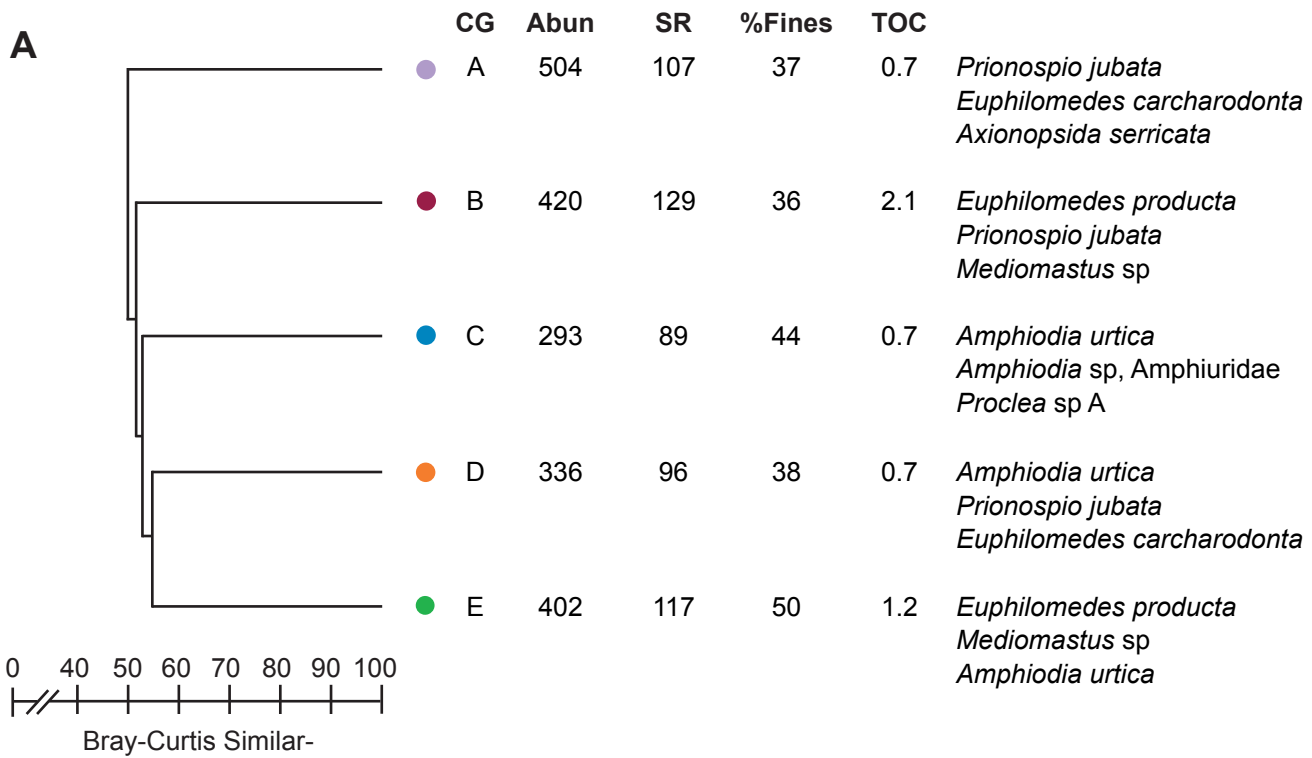 A
CG Abun SR %Fines TOC
A 504 107 37 0.7 Prionospio jubata
Euphilomedes carcharodonta
Axionopsida serricata
B 420 129 36 2.1 Euphilomedes producta
Prionospio jubata
Mediomastus sp
C 293 89 44 0.7 Amphiodia urtica
Amphiodia sp, Amphiuridae
Proclea sp A
D 336 96 38 0.7 Amphiodia urtica
Prionospio jubata
Euphilomedes carcharodonta
E 402 117 50 1.2 Euphilomedes producta
Mediomastus sp
Amphiodia urtica
0 40 50 60 70 80 90 100
Bray-Curtis Similar-